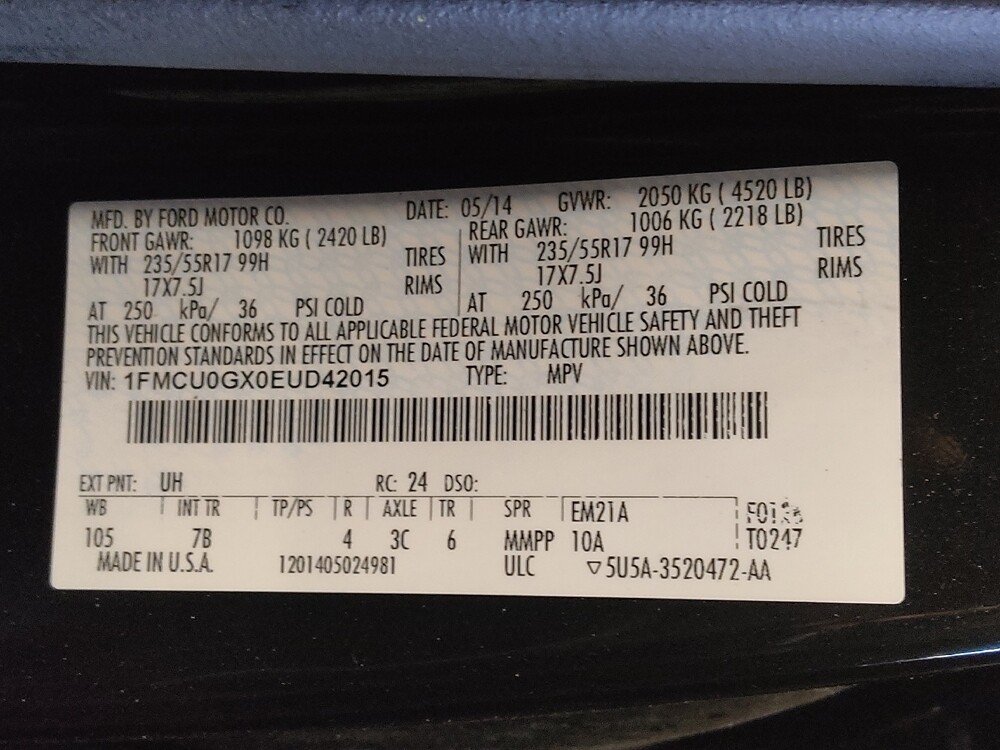 MFD. BY FORD MOTOR CO. DATE: 05/14 GVWR: 2050 KG ( 4520 LB)
FRONT GAWR: 1098 KG ( 2420 LB) REAR GAWR: 1006 KG ( 2218 LB)
WITH 235/55R17 99H TIRES WITH 235/55R17 99H TIRES
17X7.5J RIMS 17X7.5J RIMS
AT 250 kPa/ 36 PSI COLD AT 250 kPa/ 36 PSI COLD
THIS VEHICLE CONFORMS TO ALL APPLICABLE FEDERAL MOTOR VEHICLE SAFETY AND THEFT
PREVENTION STANDARDS IN EFFECT ON THE DATE OF MANUFACTURE SHOWN ABOVE.
VIN: 1FMCU0GX0EUD42015 TYPE: MPV
EXT PNT: UH RC: 24 DSO:
WB INT TR TP/PS R AXLE TR SPR EM21A
105 7B 4 3C 6 MMPP 10A T0247
MADE IN U.S.A. 1201405024981 ULC ▽5U5A-3520472-AA